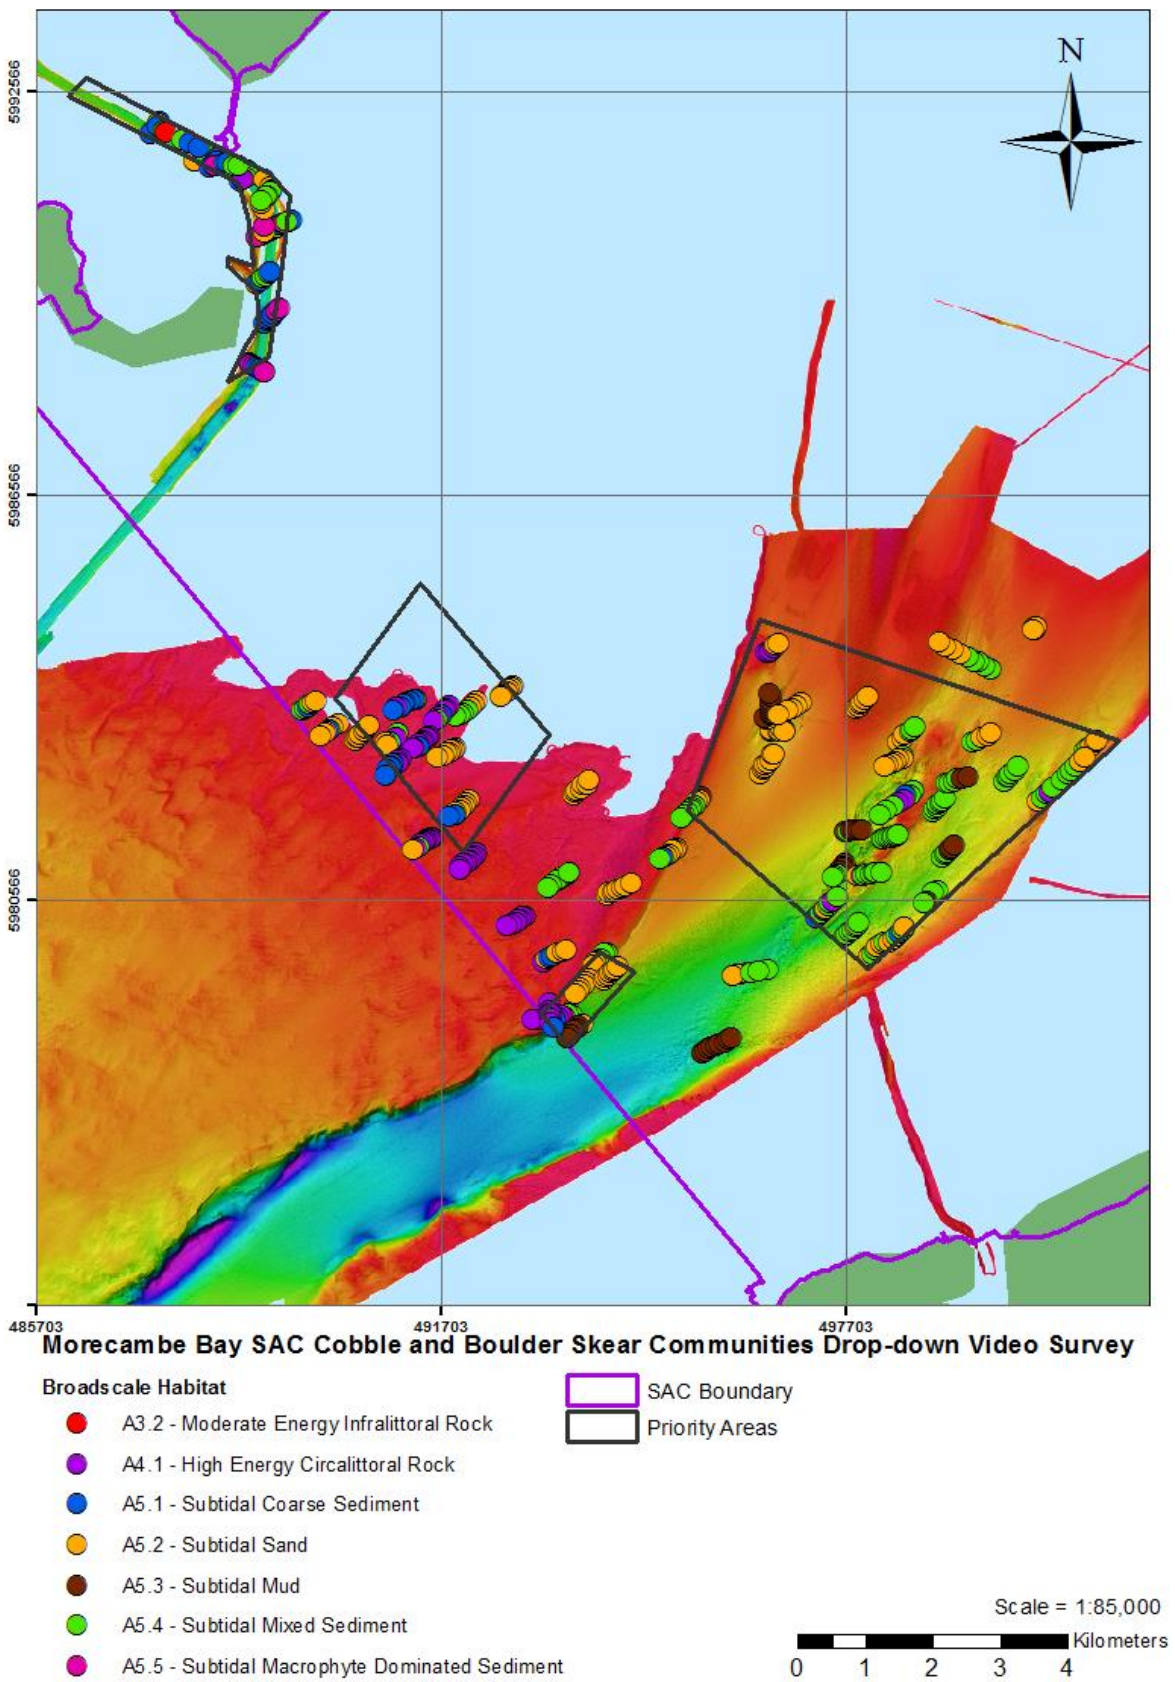 N
5992566
5986566
5980566
485703
491703
497703
Morecambe Bay SAC Cobble and Boulder Skear Communities Drop-down Video Survey
Broadscale Habitat
A3.2 - Moderate Energy Infralittoral Rock
A4.1 - High Energy Circalittoral Rock
A5.1 - Subtidal Coarse Sediment
A5.2 - Subtidal Sand
A5.3 - Subtidal Mud
A5.4 - Subtidal Mixed Sediment
A5.5 - Subtidal Macrophyte Dominated Sediment
SAC Boundary
Priority Areas
Scale = 1:85,000
Kilometers
0 1 2 3 4